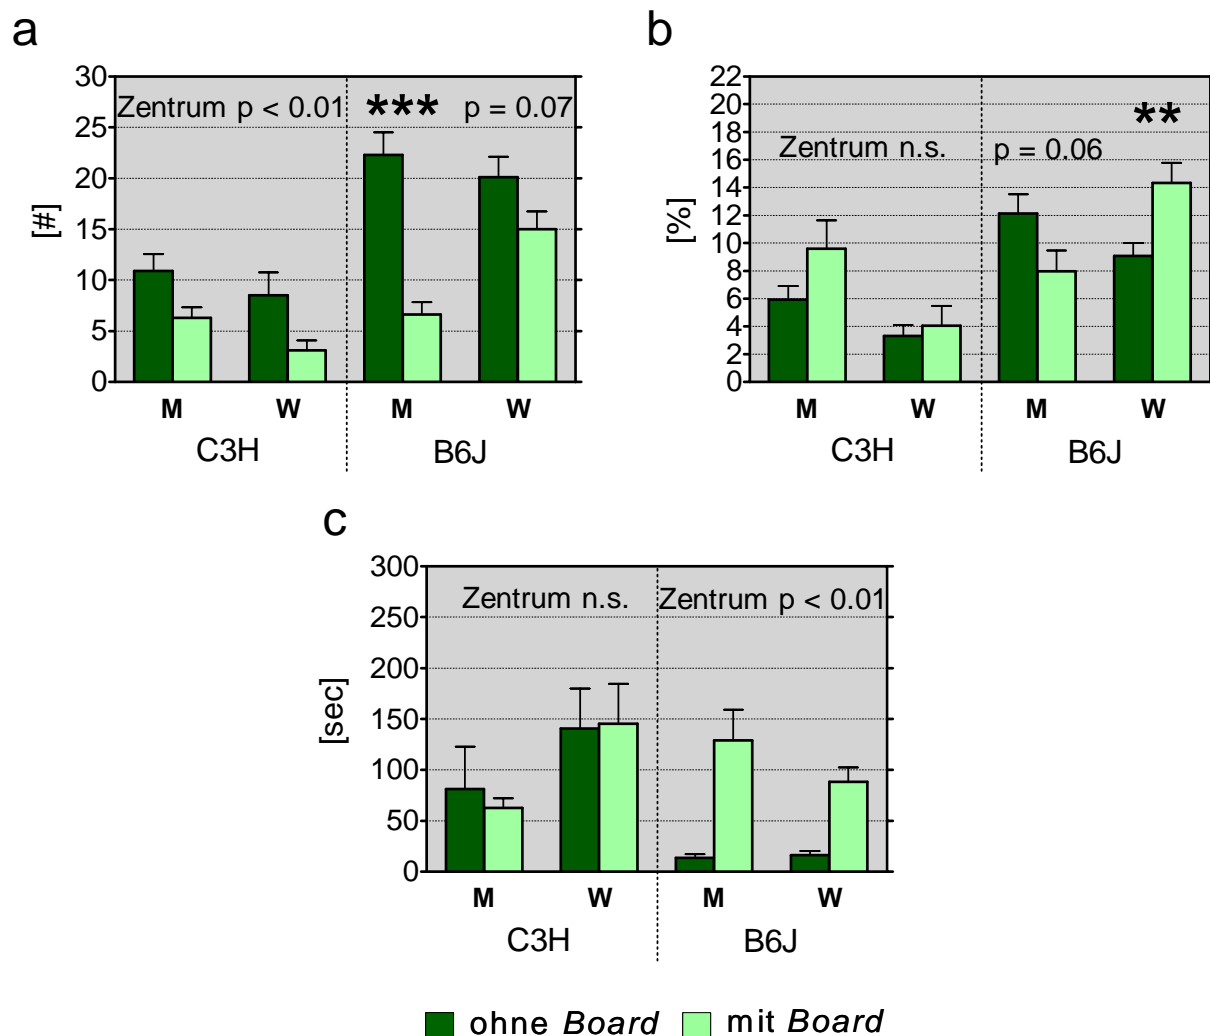 a
30
25
20
15
10
5
0
[#]
Zentrum p < 0.01
*** p = 0.07
M W M W
C3H B6J
b
22
20
18
16
14
12
10
8
6
4
2
0
[%]
Zentrum n.s.
p = 0.06
**
M W M W
C3H B6J
c
300
250
200
150
100
50
0
[sec]
Zentrum n.s.
Zentrum p < 0.01
M W M W
C3H B6J
ohne Board mit Board